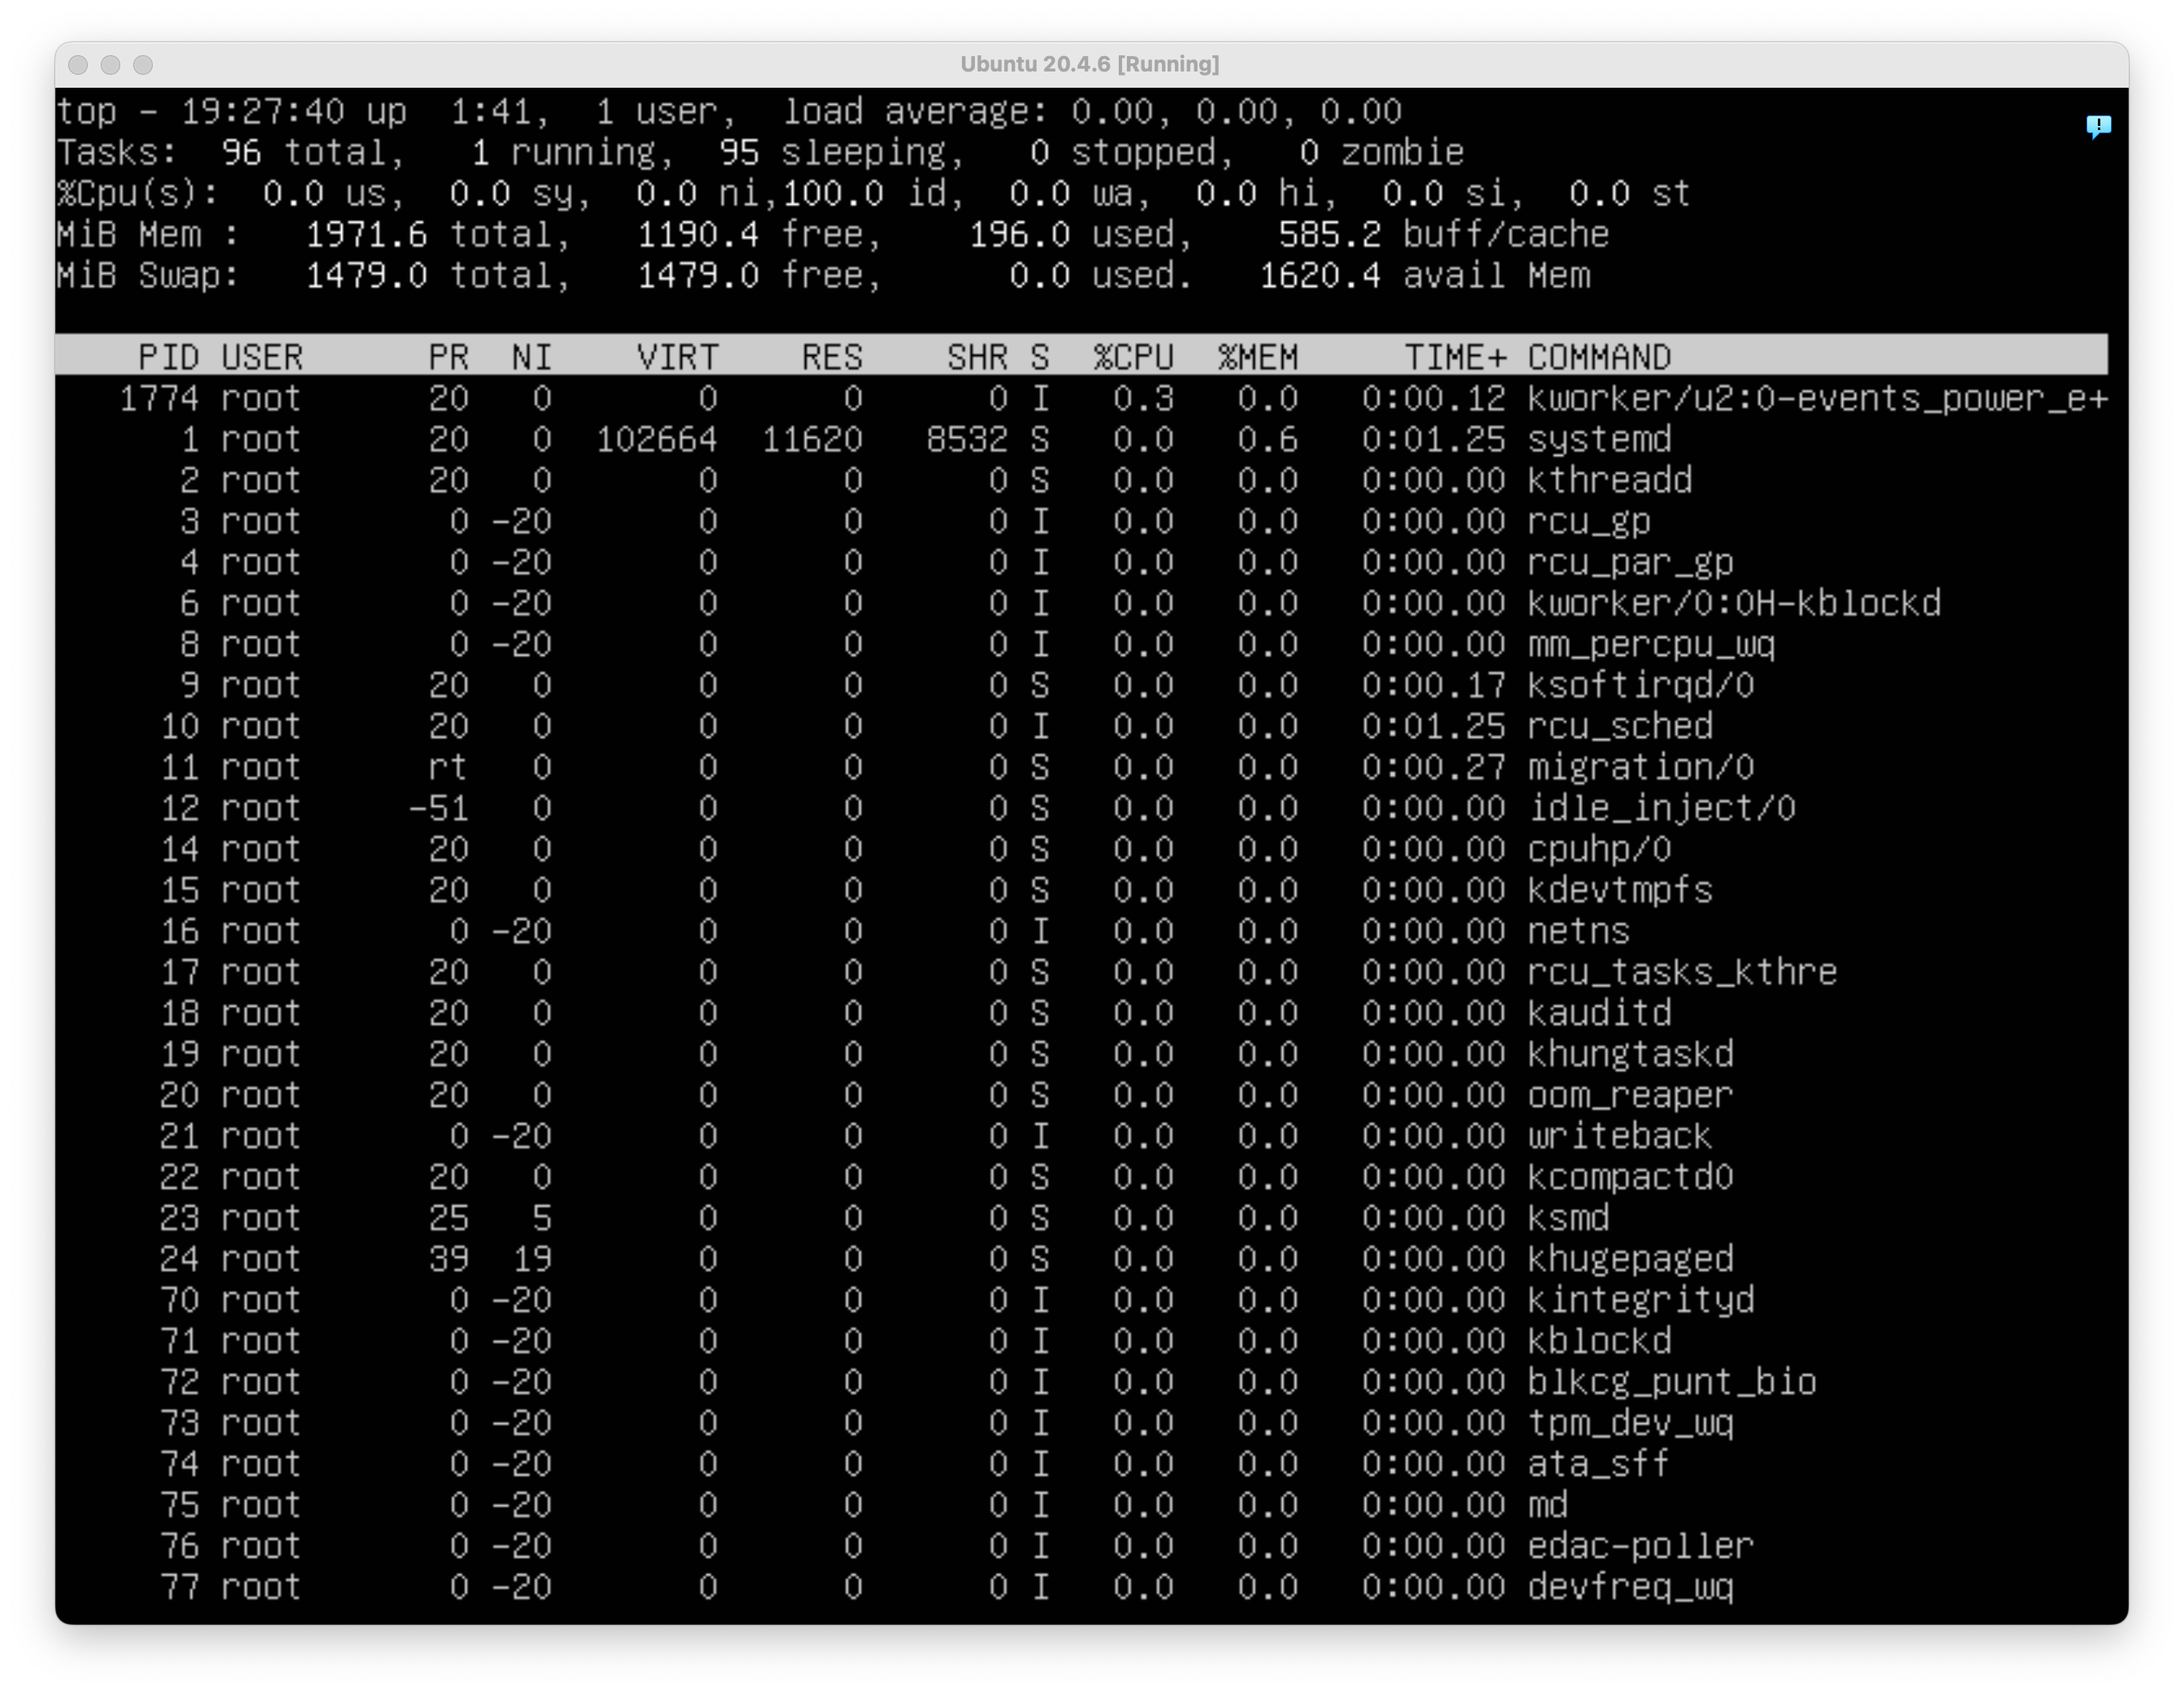 Ubuntu 20.4.6 [Running]
top - 19:27:40 up  1:41,  1 user,  load average: 0.00, 0.00, 0.00
Tasks:  96 total,   1 running,  95 sleeping,   0 stopped,   0 zombie
%Cpu(s):  0.0 us,  0.0 sy,  0.0 ni,100.0 id,  0.0 wa,  0.0 hi,  0.0 si,  0.0 st
MiB Mem :   1971.6 total,   1190.4 free,    196.0 used,    585.2 buff/cache
MiB Swap:   1479.0 total,   1479.0 free,      0.0 used.   1620.4 avail Mem
PID USER      PR  NI    VIRT    RES    SHR S  %CPU  %MEM     TIME+ COMMAND
1774 root      20   0       0      0      0 I   0.3   0.0   0:00.12 kworker/u2:0-events_power_e+
1 root      20   0  102664  11620   8532 S   0.0   0.6   0:01.25 systemd
2 root      20   0       0      0      0 S   0.0   0.0   0:00.00 kthreadd
3 root       0 -20       0      0      0 I   0.0   0.0   0:00.00 rcu_gp
4 root       0 -20       0      0      0 I   0.0   0.0   0:00.00 rcu_par_gp
6 root       0 -20       0      0      0 I   0.0   0.0   0:00.00 kworker/0:0H-kblockd
8 root       0 -20       0      0      0 I   0.0   0.0   0:00.00 mm_percpu_wq
9 root      20   0       0      0      0 S   0.0   0.0   0:00.17 ksoftirqd/0
10 root      20   0       0      0      0 I   0.0   0.0   0:01.25 rcu_sched
11 root      rt   0       0      0      0 S   0.0   0.0   0:00.27 migration/0
12 root     -51   0       0      0      0 S   0.0   0.0   0:00.00 idle_inject/0
14 root      20   0       0      0      0 S   0.0   0.0   0:00.00 cpuhp/0
15 root      20   0       0      0      0 S   0.0   0.0   0:00.00 kdevtmpfs
16 root       0 -20       0      0      0 I   0.0   0.0   0:00.00 netns
17 root      20   0       0      0      0 S   0.0   0.0   0:00.00 rcu_tasks_kthre
18 root      20   0       0      0      0 S   0.0   0.0   0:00.00 kauditd
19 root      20   0       0      0      0 S   0.0   0.0   0:00.00 khungtaskd
20 root      20   0       0      0      0 S   0.0   0.0   0:00.00 oom_reaper
21 root       0 -20       0      0      0 I   0.0   0.0   0:00.00 writeback
22 root      20   0       0      0      0 S   0.0   0.0   0:00.00 kcompactd0
23 root      25   5       0      0      0 S   0.0   0.0   0:00.00 ksmd
24 root      39  19       0      0      0 S   0.0   0.0   0:00.00 khugepaged
70 root       0 -20       0      0      0 I   0.0   0.0   0:00.00 kintegrityd
71 root       0 -20       0      0      0 I   0.0   0.0   0:00.00 kblockd
72 root       0 -20       0      0      0 I   0.0   0.0   0:00.00 blkcg_punt_bio
73 root       0 -20       0      0      0 I   0.0   0.0   0:00.00 tpm_dev_wq
74 root       0 -20       0      0      0 I   0.0   0.0   0:00.00 ata_sff
75 root       0 -20       0      0      0 I   0.0   0.0   0:00.00 md
76 root       0 -20       0      0      0 I   0.0   0.0   0:00.00 edac-poller
77 root       0 -20       0      0      0 I   0.0   0.0   0:00.00 devfreq_wq